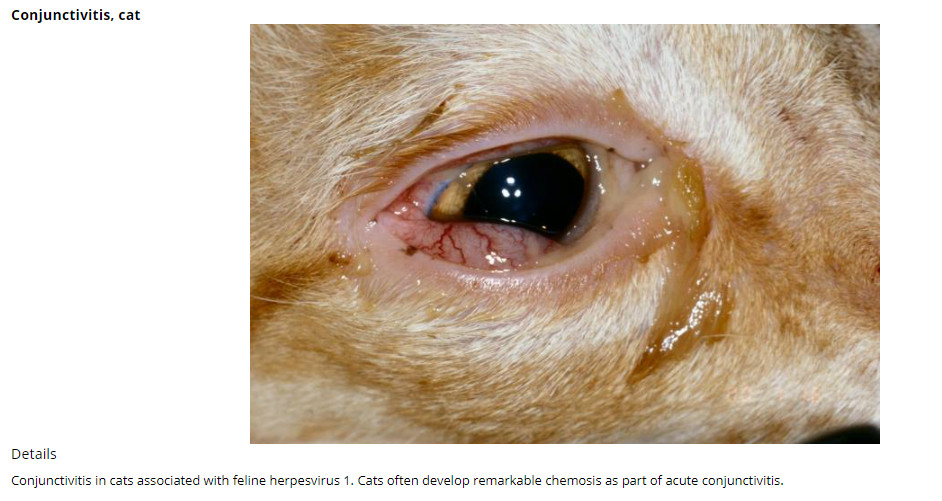 Conjunctivitis, cat
Details
Conjunctivitis in cats associated with feline herpesvirus 1. Cats often develop remarkable chemosis as part of acute conjunctivitis.